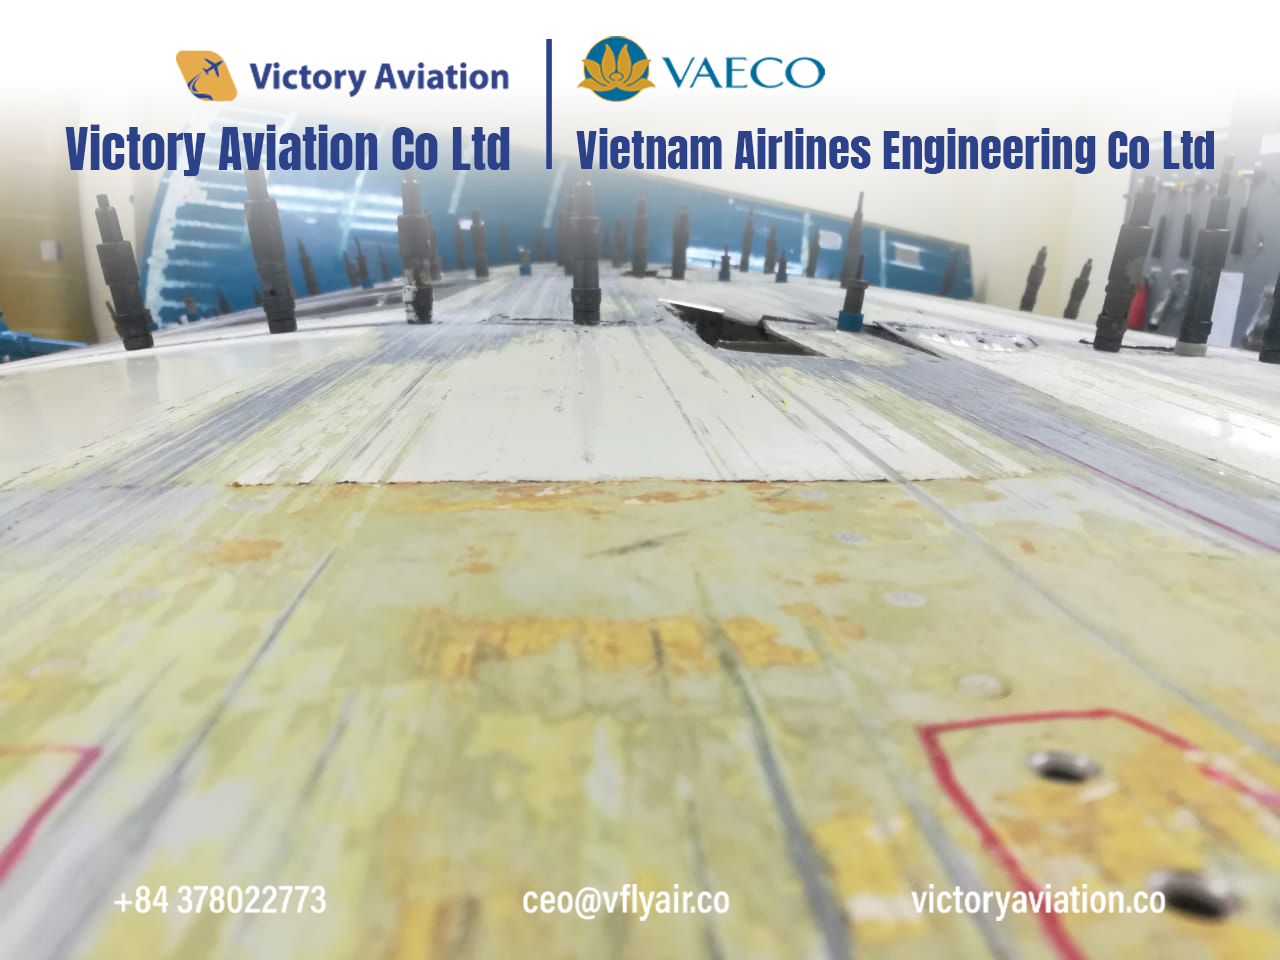 Victory Aviation
VAECO
Victory Aviation Co Ltd
Vietnam Airlines Engineering Co Ltd
+84 378022773
ceo@vflyair.co
victoryaviation.co